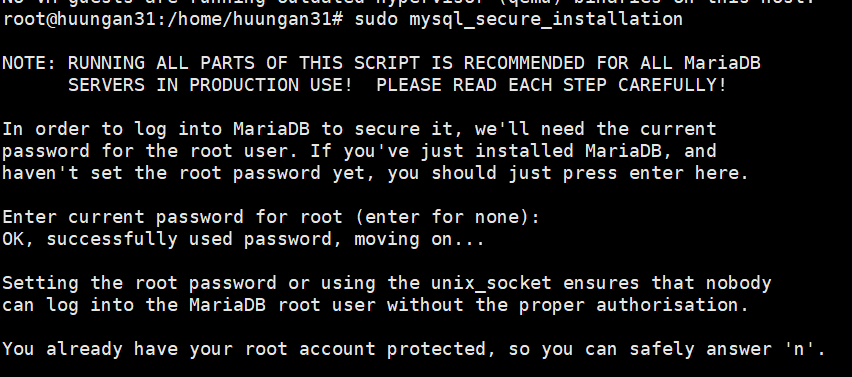 root@huungan31:/home/huungan31# sudo mysql_secure_installation
NOTE: RUNNING ALL PARTS OF THIS SCRIPT IS RECOMMENDED FOR ALL MariaDB
SERVERS IN PRODUCTION USE!  PLEASE READ EACH STEP CAREFULLY!
In order to log into MariaDB to secure it, we'll need the current
password for the root user. If you've just installed MariaDB, and
haven't set the root password yet, you should just press enter here.
Enter current password for root (enter for none):
OK, successfully used password, moving on...
Setting the root password or using the unix_socket ensures that nobody
can log into the MariaDB root user without the proper authorisation.
You already have your root account protected, so you can safely answer 'n'.